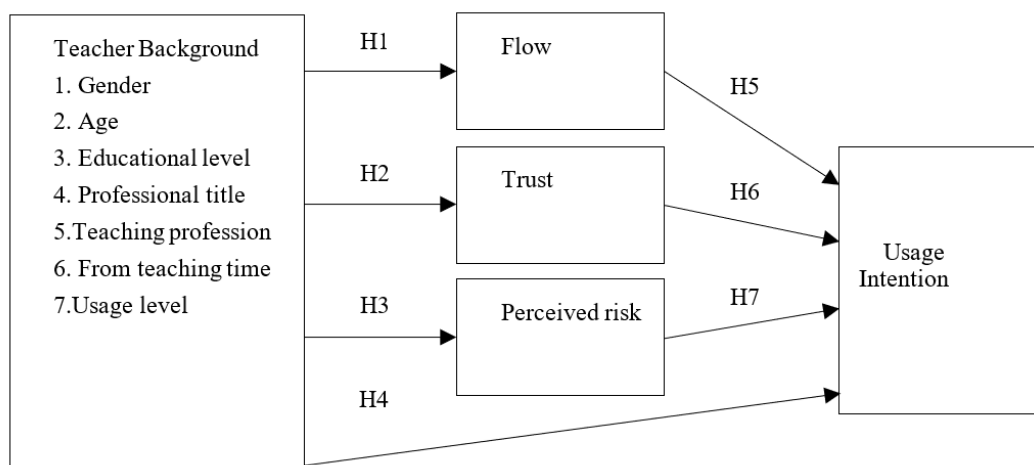 Teacher Background
1. Gender
2. Age
3. Educational level
4. Professional title
5.Teaching profession
6. From teaching time
7.Usage level
H1
H2
H3
H4
Flow
Trust
Perceived risk
H5
H6
H7
Usage
Intention